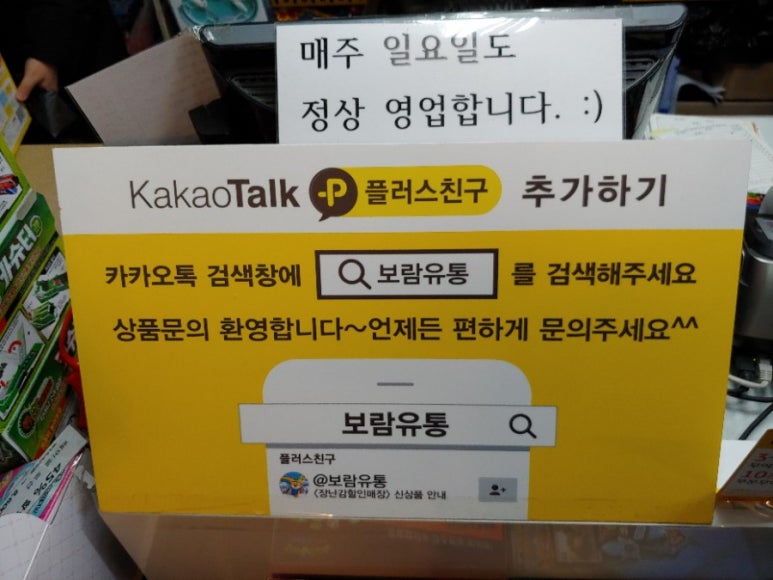 매주 일요일도
정상 영업합니다. :)
KakaoTalk P 플러스친구 추가하기
카카오톡 검색창에 보람유통 를 검색해주세요
상품문의 환영합니다~언제든 편하게 문의주세요^^
보람유통
플러스친구
@보람유통
<장난감할인매장> 신상품 안내
45%